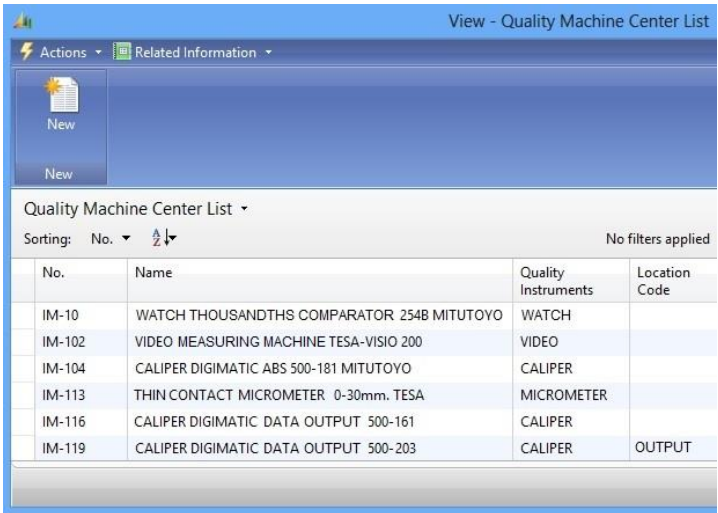 View - Quality Machine Center List
Actions Related Information
New
New
Quality Machine Center List
Sorting: No. No filters applied
No. Name Quality Instruments Location Code
IM-10 WATCH THOUSANDTHS COMPARATOR 254B MITUTOYO WATCH
IM-102 VIDEO MEASURING MACHINE TESA-VISIO 200 VIDEO
IM-104 CALIPER DIGIMATIC ABS 500-181 MITUTOYO CALIPER
IM-113 THIN CONTACT MICROMETER 0-30mm. TESA MICROMETER
IM-116 CALIPER DIGIMATIC DATA OUTPUT 500-161 CALIPER
IM-119 CALIPER DIGIMATIC DATA OUTPUT 500-203 CALIPER OUTPUT